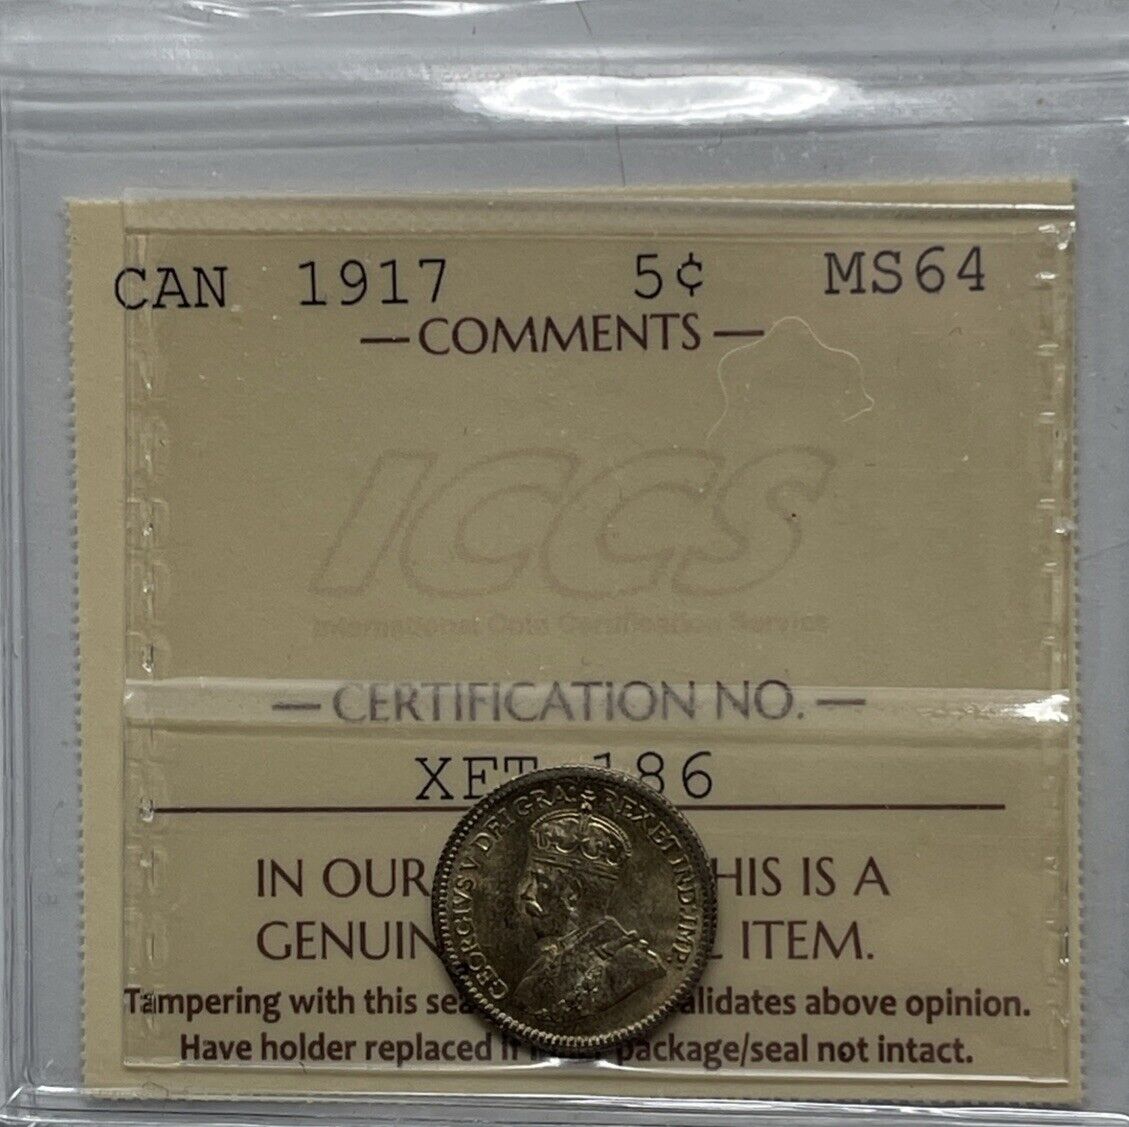 CAN 1917 5¢ MS64
— COMMENTS —
ICCS
International Coin Certification Service
— CERTIFICATION NO. —
186
IN OUR HIS IS A
GENUIN ITEM.
Tampering with this sea alidates above opinion.
Have holder replaced if package/seal not intact.
GEORGIVS V DEI GRA: REX ET IND: IMP: